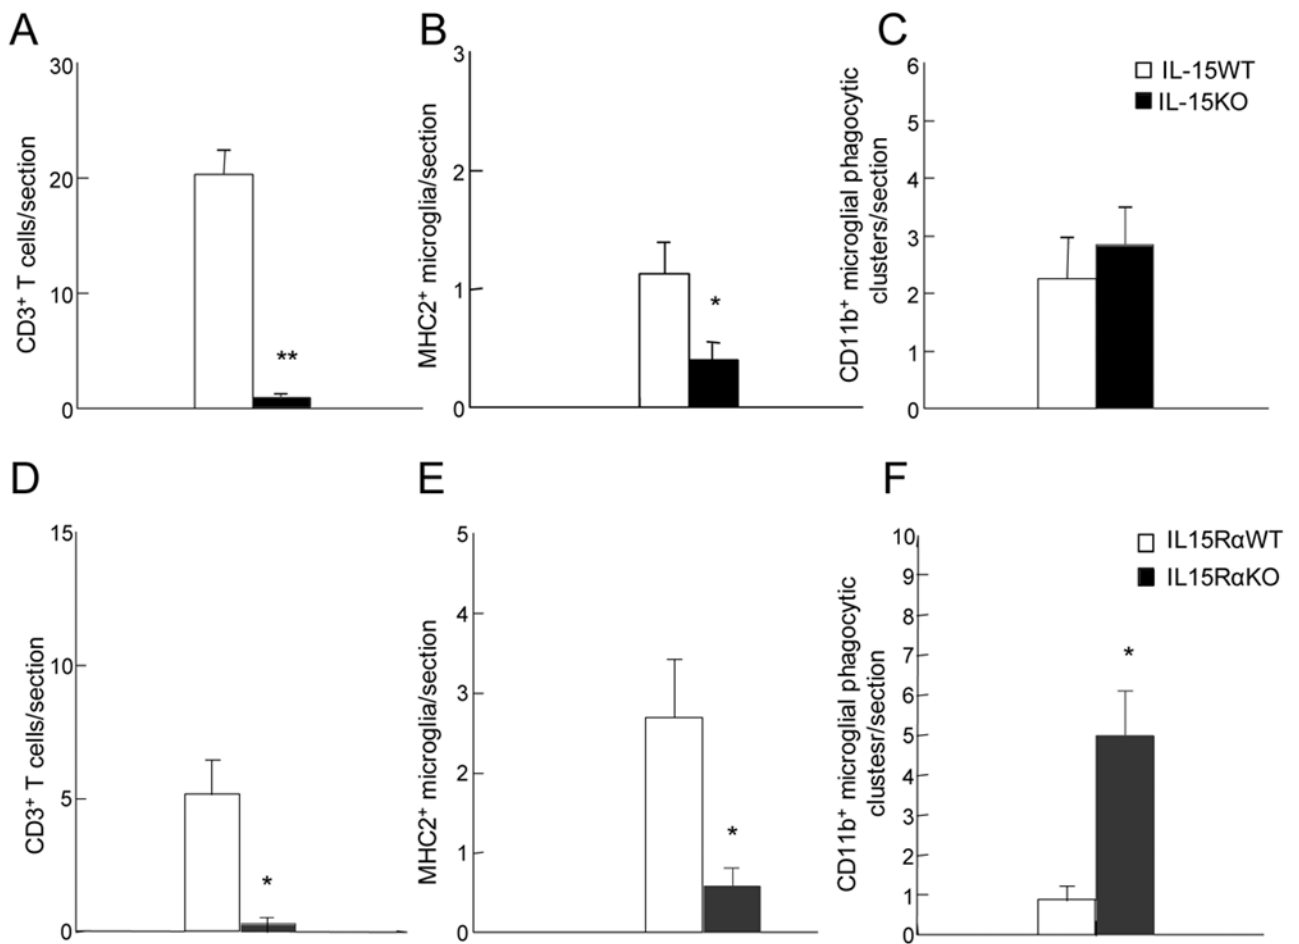 A
CD3⁺ T cells/section
30
20
10
0
**
B
MHC2⁺ microglia/section
3
2
1
0
*
C
CD11b⁺ microglial phagocytic
clusters/section
6
5
4
3
2
1
0
IL-15WT
IL-15KO
D
CD3⁺ T cells/section
15
10
5
0
*
E
MHC2⁺ microglia/section
5
4
3
2
1
0
*
F
CD11b⁺ microglial phagocytic
clustesr/section
10
9
8
7
6
5
4
3
2
1
0
*
IL15RαWT
IL15RαKO